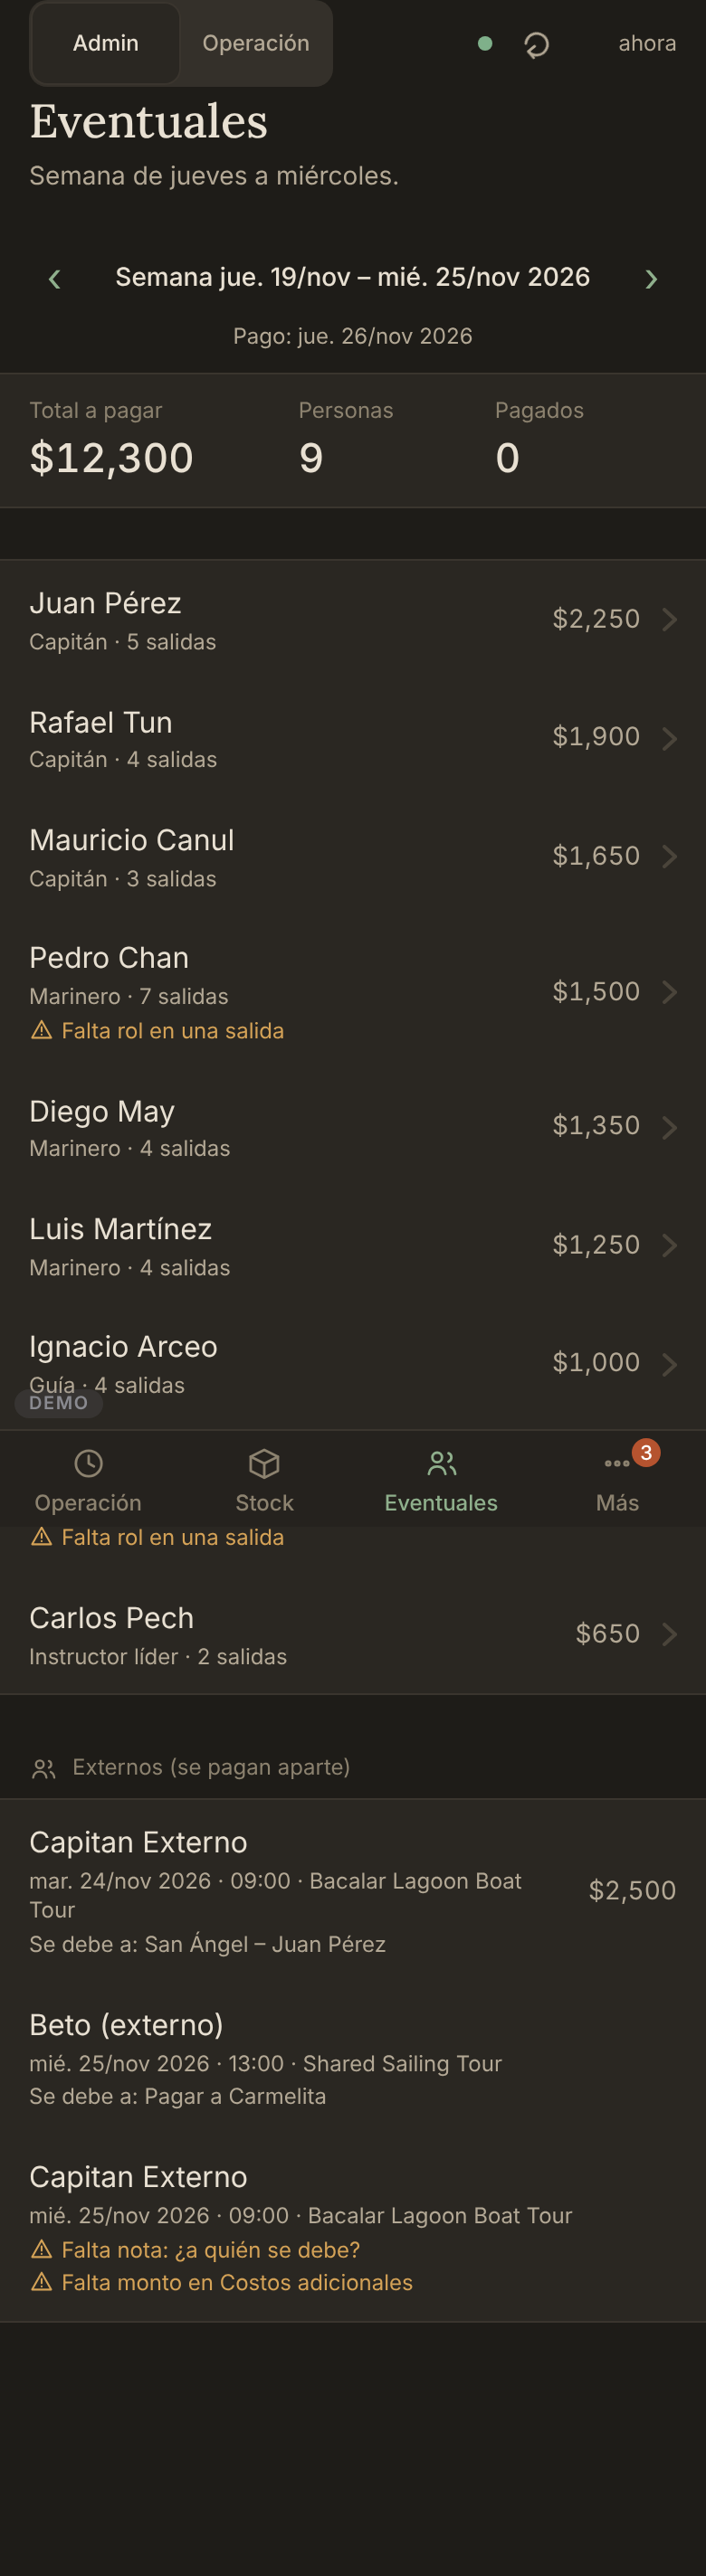 Admin
Operación
ahora
Eventuales
Semana de jueves a miércoles.
‹ Semana jue. 19/nov – mié. 25/nov 2026 ›
Pago: jue. 26/nov 2026
Total a pagar Personas Pagados
$12,300 9 0
Juan Pérez
Capitán · 5 salidas
$2,250
Rafael Tun
Capitán · 4 salidas
$1,900
Mauricio Canul
Capitán · 3 salidas
$1,650
Pedro Chan
Marinero · 7 salidas
Falta rol en una salida
$1,500
Diego May
Marinero · 4 salidas
$1,350
Luis Martínez
Marinero · 4 salidas
$1,250
Ignacio Arceo
Guía · 4 salidas
$1,000
DEMO
Operación
Stock
Eventuales
Más
3
Falta rol en una salida
Carlos Pech
Instructor líder · 2 salidas
$650
Externos (se pagan aparte)
Capitan Externo
mar. 24/nov 2026 · 09:00 · Bacalar Lagoon Boat
Tour
Se debe a: San Ángel – Juan Pérez
$2,500
Beto (externo)
mié. 25/nov 2026 · 13:00 · Shared Sailing Tour
Se debe a: Pagar a Carmelita
Capitan Externo
mié. 25/nov 2026 · 09:00 · Bacalar Lagoon Boat Tour
Falta nota: ¿a quién se debe?
Falta monto en Costos adicionales